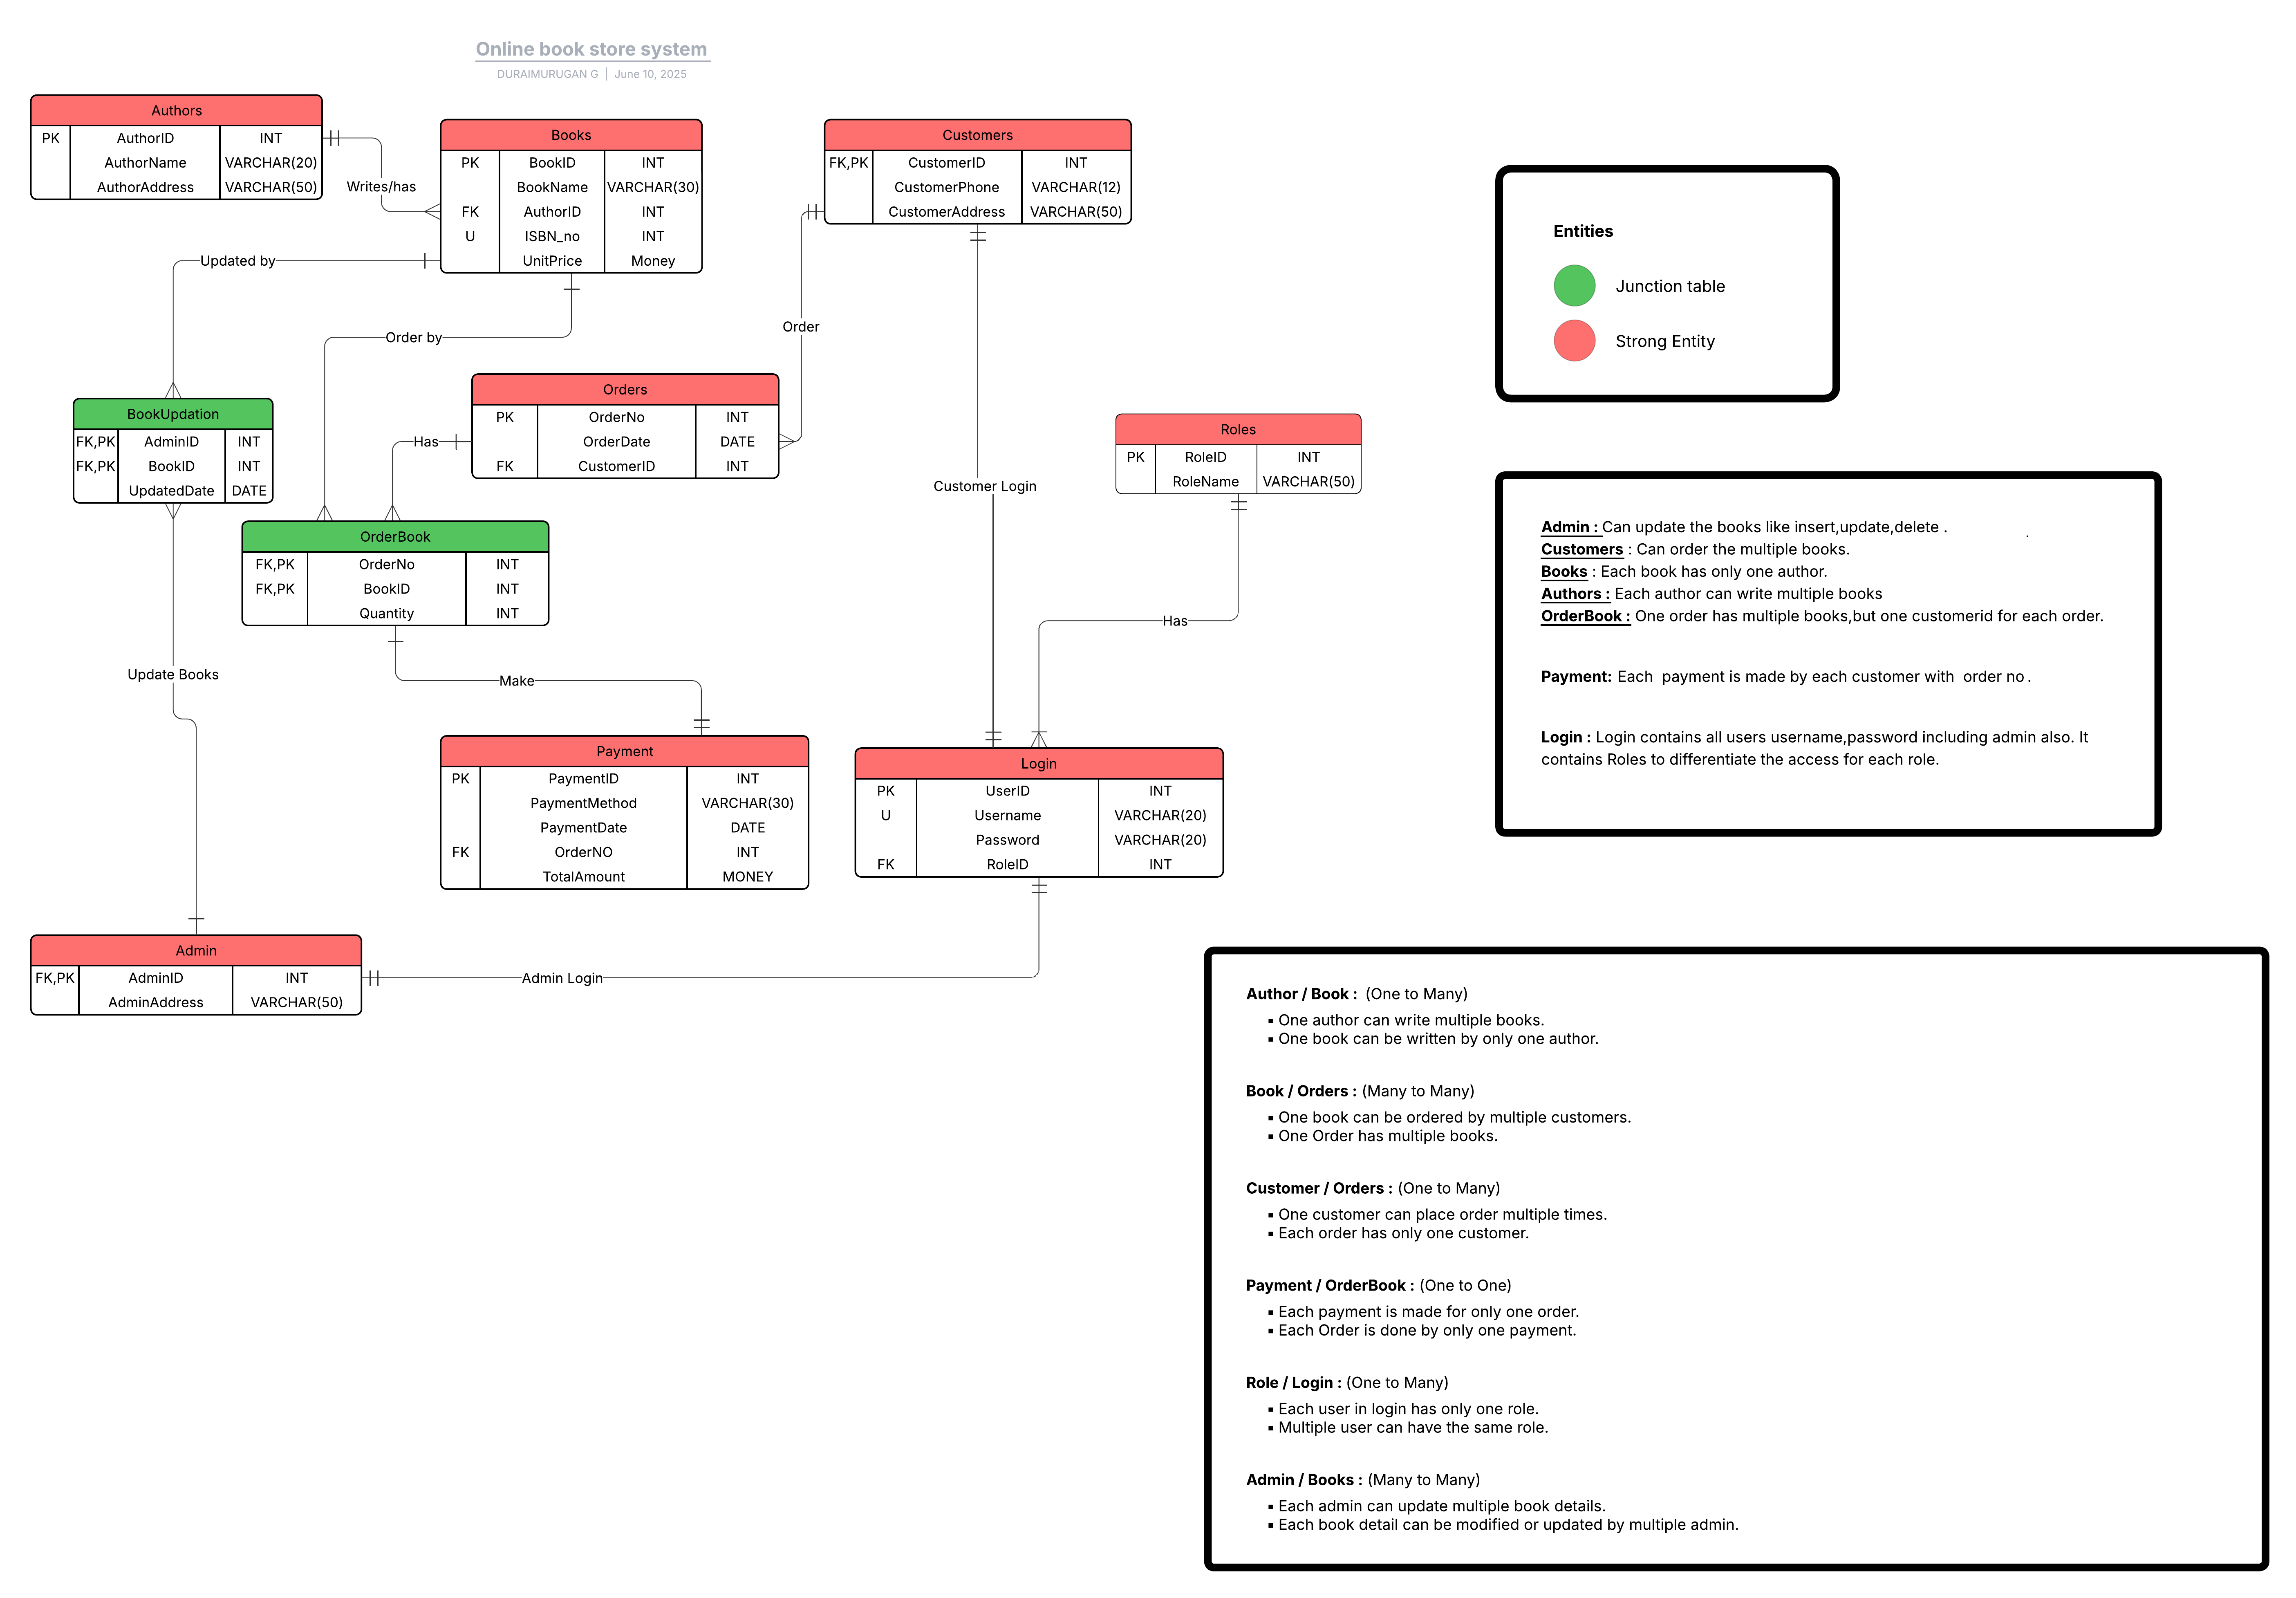 Online book store system
DURAIMURUGAN G | June 10, 2025
Authors
PK AuthorID INT
AuthorName VARCHAR(20)
AuthorAddress VARCHAR(50)
Writes/has
Books
PK BookID INT
BookName VARCHAR(30)
FK AuthorID INT
U ISBN_no INT
UnitPrice Money
Customers
FK,PK CustomerID INT
CustomerPhone VARCHAR(12)
CustomerAddress VARCHAR(50)
Updated by
Order by
Order
BookUpdation
FK,PK AdminID INT
FK,PK BookID INT
UpdatedDate DATE
Has
Orders
PK OrderNo INT
OrderDate DATE
FK CustomerID INT
Customer Login
Roles
PK RoleID INT
RoleName VARCHAR(50)
OrderBook
FK,PK OrderNo INT
FK,PK BookID INT
Quantity INT
Has
Update Books
Make
Payment
PK PaymentID INT
PaymentMethod VARCHAR(30)
PaymentDate DATE
FK OrderNO INT
TotalAmount MONEY
Login
PK UserID INT
U Username VARCHAR(20)
Password VARCHAR(20)
FK RoleID INT
Admin
FK,PK AdminID INT
AdminAddress VARCHAR(50)
Admin Login
Entities
Junction table
Strong Entity
Admin : Can update the books like insert,update,delete . .
Customers : Can order the multiple books.
Books : Each book has only one author.
Authors : Each author can write multiple books
OrderBook : One order has multiple books,but one customerid for each order.
Payment: Each payment is made by each customer with order no .
Login : Login contains all users username,password including admin also. It
contains Roles to differentiate the access for each role.
Author / Book : (One to Many)
▪ One author can write multiple books.
▪ One book can be written by only one author.
Book / Orders : (Many to Many)
▪ One book can be ordered by multiple customers.
▪ One Order has multiple books.
Customer / Orders : (One to Many)
▪ One customer can place order multiple times.
▪ Each order has only one customer.
Payment / OrderBook : (One to One)
▪ Each payment is made for only one order.
▪ Each Order is done by only one payment.
Role / Login : (One to Many)
▪ Each user in login has only one role.
▪ Multiple user can have the same role.
Admin / Books : (Many to Many)
▪ Each admin can update multiple book details.
▪ Each book detail can be modified or updated by multiple admin.